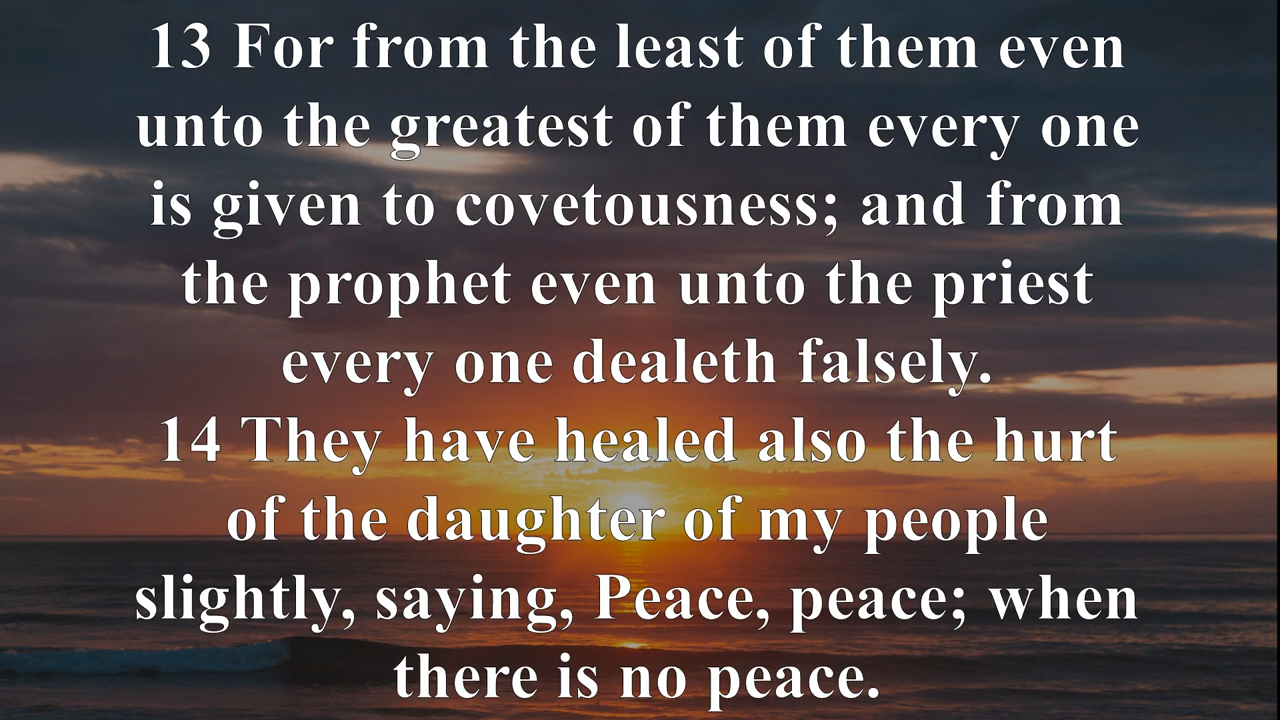 13 For from the least of them even
unto the greatest of them every one
is given to covetousness; and from
the prophet even unto the priest
every one dealeth falsely.
14 They have healed also the hurt
of the daughter of my people
slightly, saying, Peace, peace; when
there is no peace.